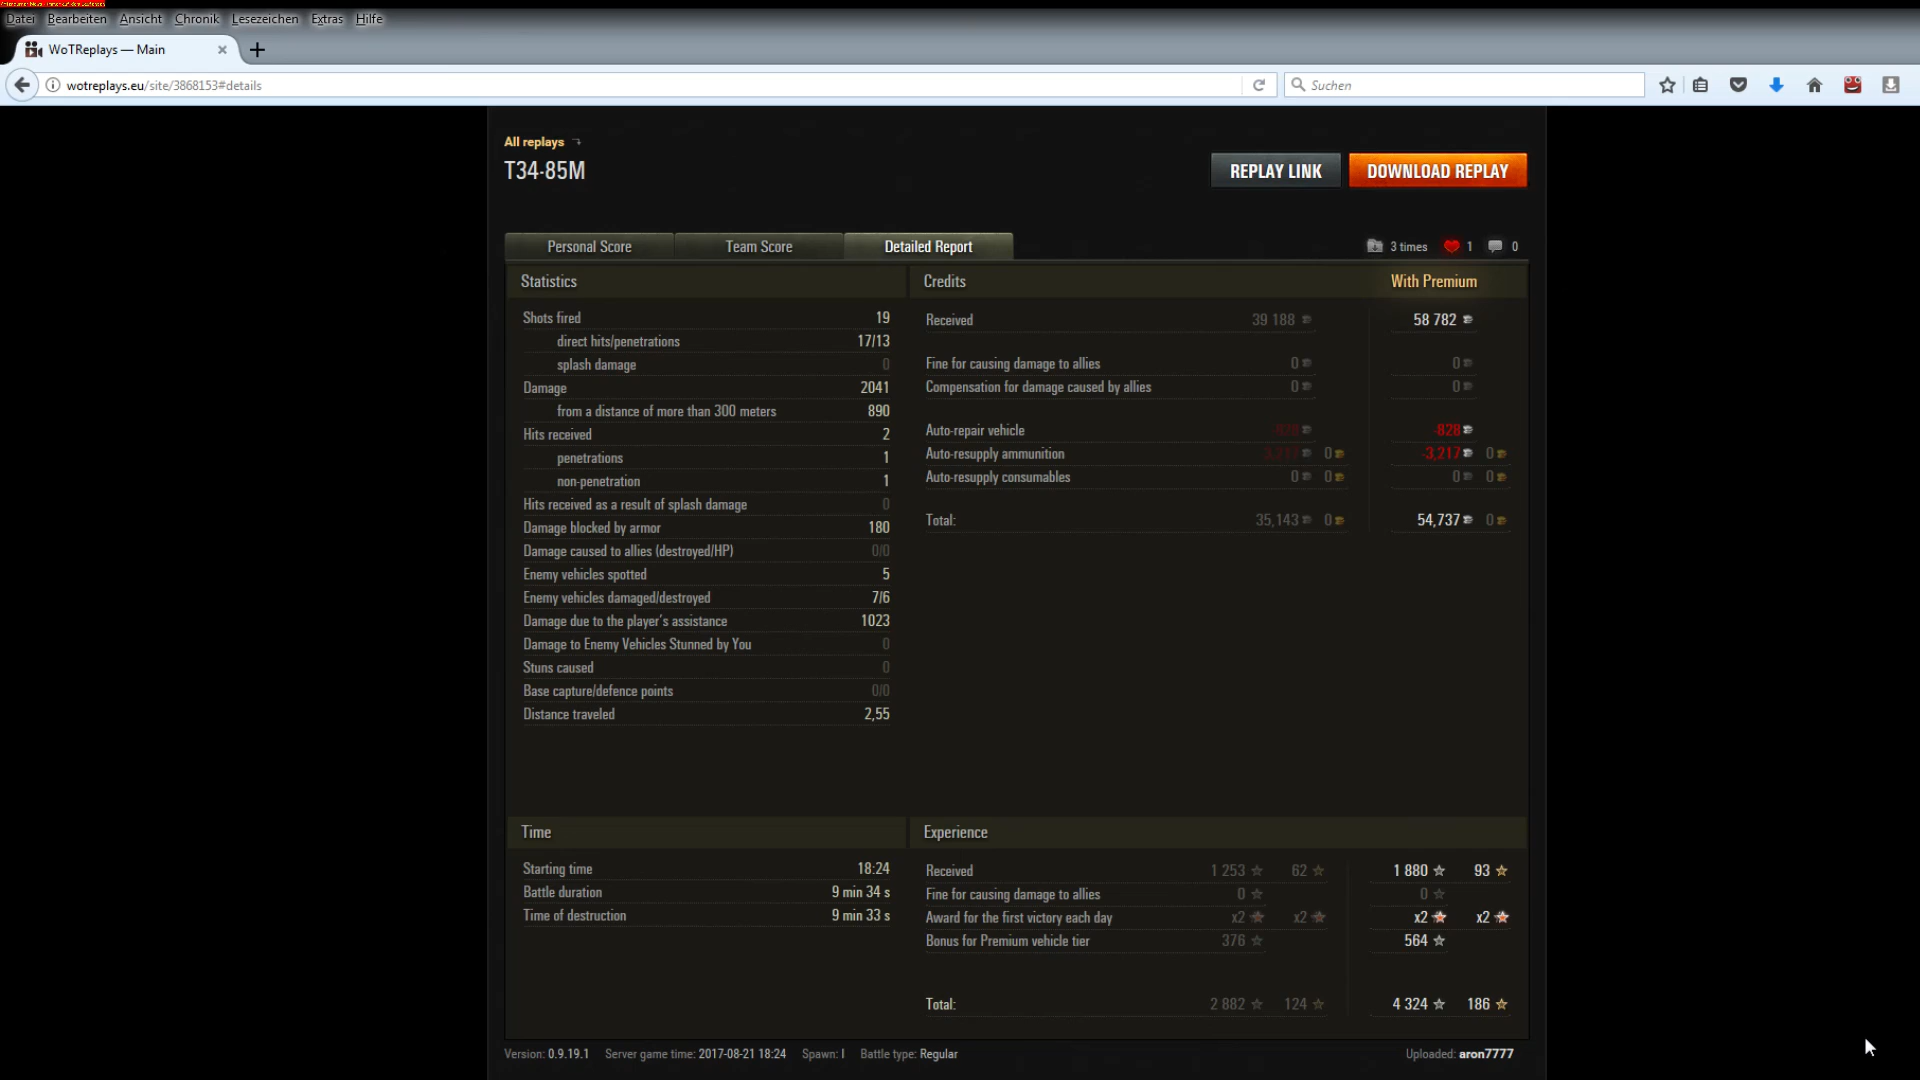 Datei Bearbeiten Ansicht Chronik Lesezeichen Extras Hilfe
WoTReplays — Main
wotreplays.eu/site/3868153#details
Suchen
All replays
T34-85M
REPLAY LINK
DOWNLOAD REPLAY
Personal Score
Team Score
Detailed Report
3 times 1 0
Statistics
Shots fired 19
direct hits/penetrations 17/13
splash damage 0
Damage 2041
from a distance of more than 300 meters 890
Hits received 2
penetrations 1
non-penetration 1
Hits received as a result of splash damage 0
Damage blocked by armor 180
Damage caused to allies (destroyed/HP) 0/0
Enemy vehicles spotted 5
Enemy vehicles damaged/destroyed 7/6
Damage due to the player's assistance 1023
Damage to Enemy Vehicles Stunned by You 0
Stuns caused 0
Base capture/defence points 0/0
Distance traveled 2,55
Credits With Premium
Received 39 188 58 782
Fine for causing damage to allies 0 0
Compensation for damage caused by allies 0 0
Auto-repair vehicle -828 -828
Auto-resupply ammunition -3,217 0 -3,217 0
Auto-resupply consumables 0 0 0 0
Total: 35,143 0 54,737 0
Time
Starting time 18:24
Battle duration 9 min 34 s
Time of destruction 9 min 33 s
Experience
Received 1 253 62 1 880 93
Fine for causing damage to allies 0 0
Award for the first victory each day x2 x2 x2 x2
Bonus for Premium vehicle tier 376 564
Total: 2 882 124 4 324 186
Version: 0.9.19.1 Server game time: 2017-08-21 18:24 Spawn: I Battle type: Regular
Uploaded: aron7777